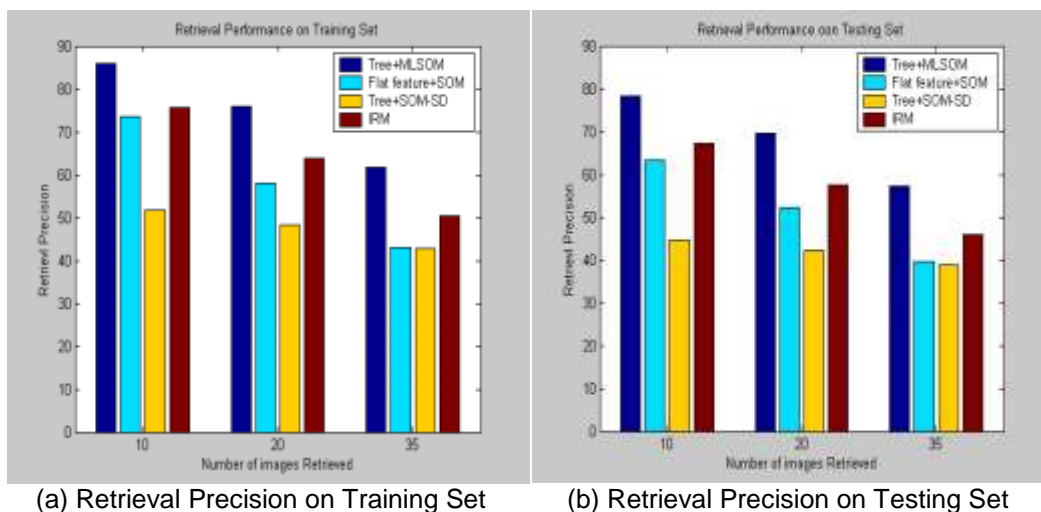 Retrieval Performance on Training Set
90
80
70
60
50
40
30
20
10
0
Retrievl Precision
Tree+MLSOM
Flat feature+SOM
Tree+SOM-SD
IRM
10 20 35
Number of images Retrieved
(a) Retrieval Precision on Training Set
Retrieval Performance oon Testing Set
90
80
70
60
50
40
30
20
10
0
Retrievl Precision
Tree+MLSOM
Flat feature+SOM
Tree+SOM-SD
IRM
10 20 35
Number of images Retrieved
(b) Retrieval Precision on Testing Set